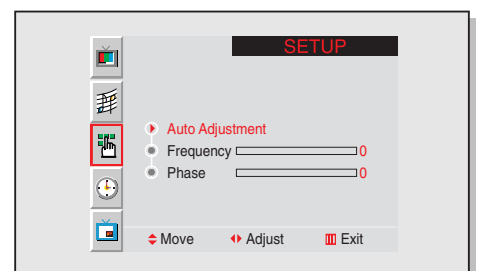 SETUP
Auto Adjustment
Frequency 0
Phase 0
Move Adjust Exit